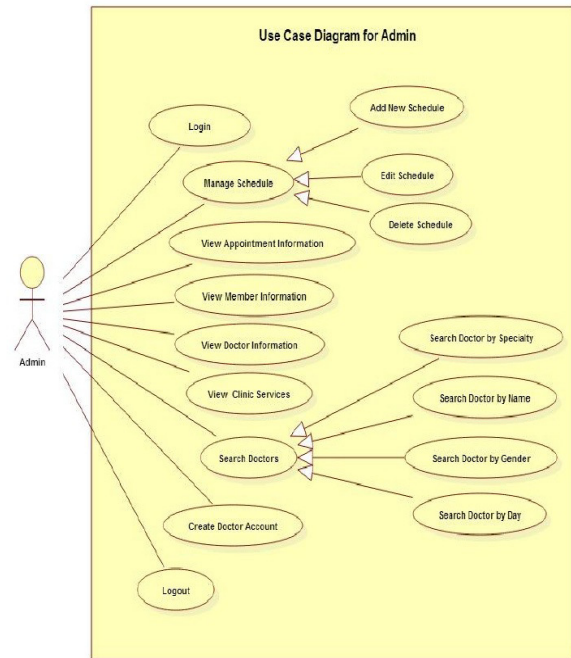 Use Case Diagram for Admin
Add New Schedule
Login
Edit Schedule
Manage Schedule
Delete Schedule
View Appointment Information
View Member Information
Search Doctor by Specialty
View Doctor Information
Admin
View Clinic Services
Search Doctor by Name
Search Doctors
Search Doctor by Gender
Search Doctor by Day
Create Doctor Account
Logout